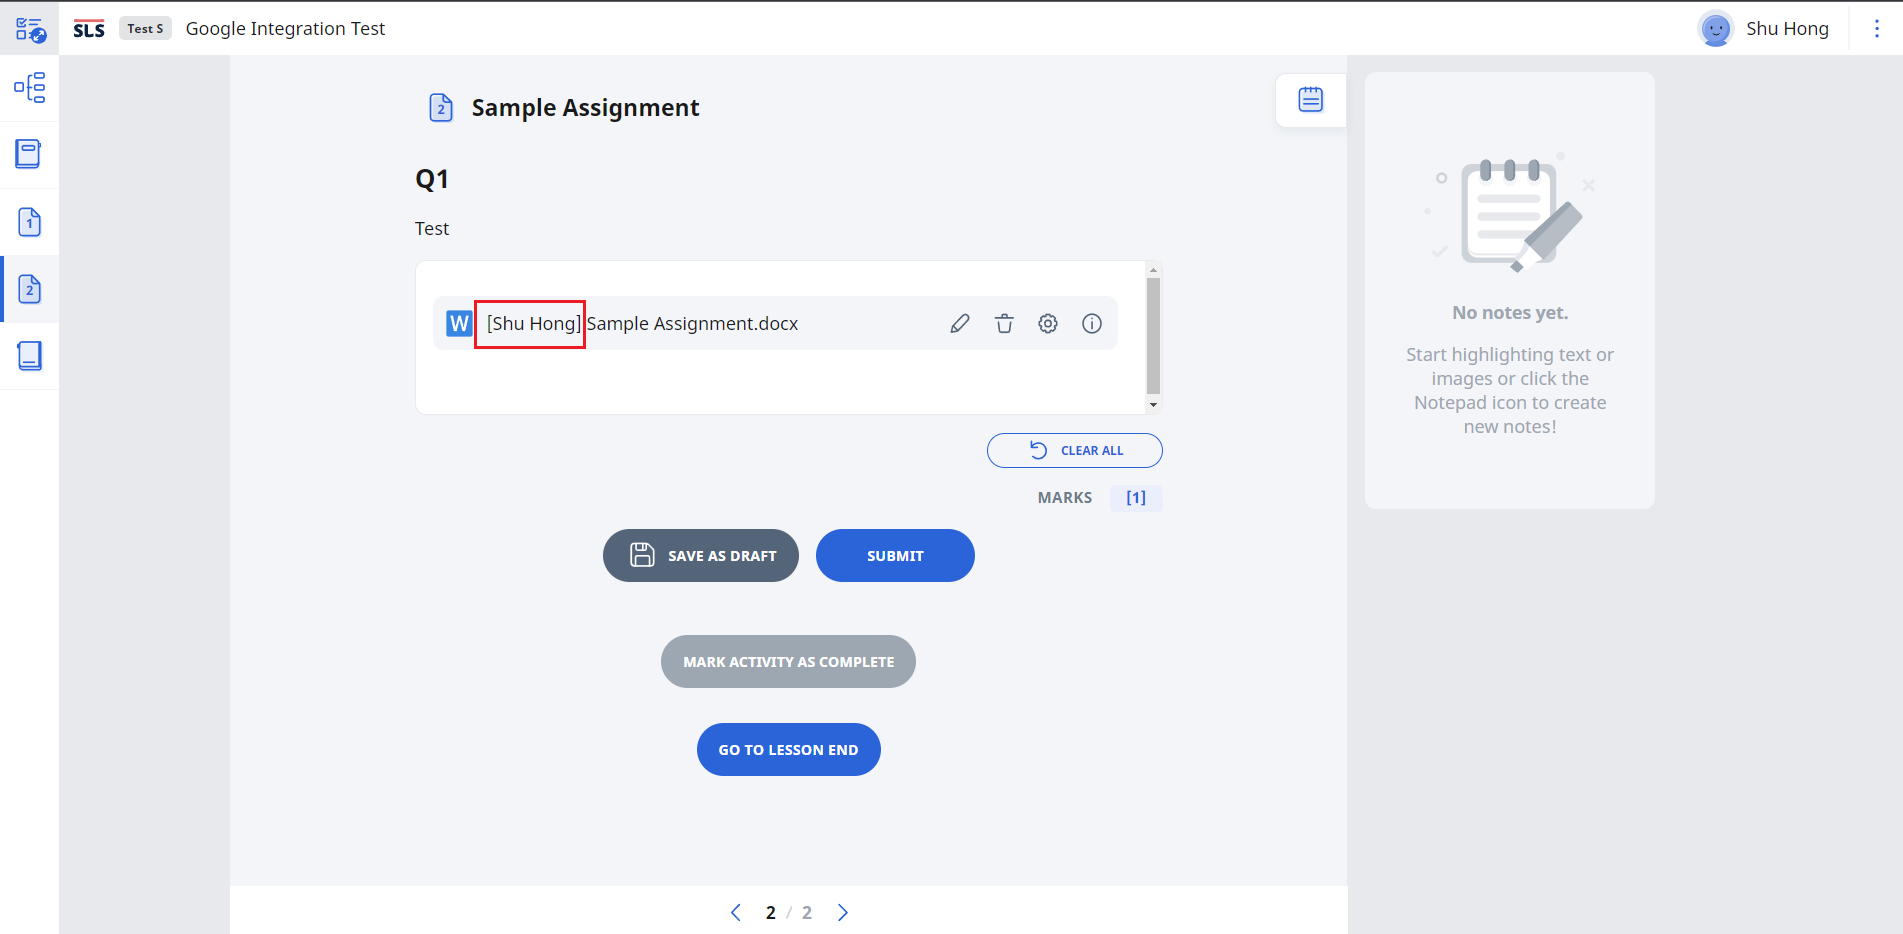 SLS Test S Google Integration Test Shu Hong
1
2
2 Sample Assignment
Q1
Test
W [Shu Hong] Sample Assignment.docx
CLEAR ALL
MARKS [1]
SAVE AS DRAFT SUBMIT
MARK ACTIVITY AS COMPLETE
GO TO LESSON END
2 / 2
No notes yet.
Start highlighting text or
images or click the
Notepad icon to create
new notes!